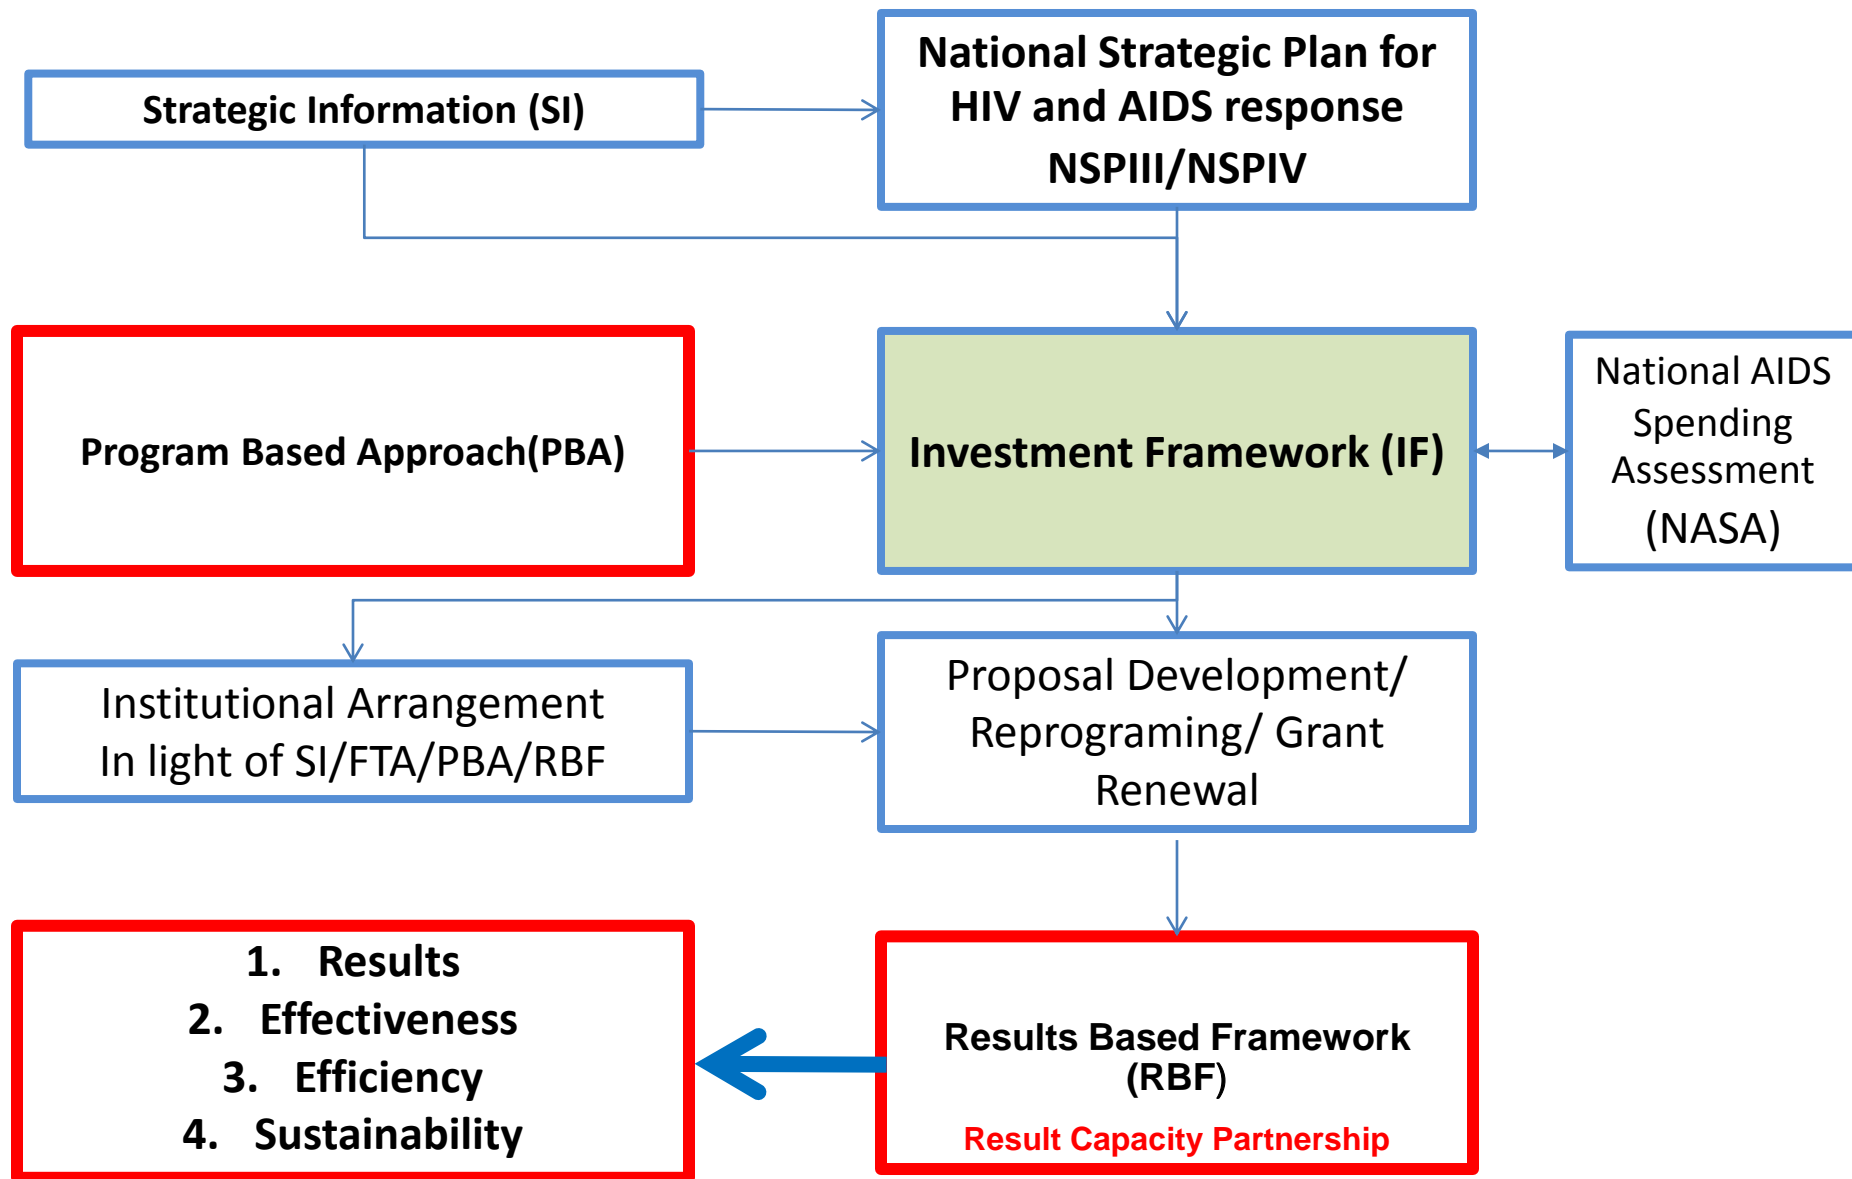 Strategic Information (SI)
National Strategic Plan for
HIV and AIDS response
NSPIII/NSPIV
Program Based Approach(PBA)
Investment Framework (IF)
National AIDS
Spending
Assessment
(NASA)
Institutional Arrangement
In light of SI/FTA/PBA/RBF
Proposal Development/
Reprograming/ Grant
Renewal
1. Results
2. Effectiveness
3. Efficiency
4. Sustainability
Results Based Framework
(RBF)
Result Capacity Partnership